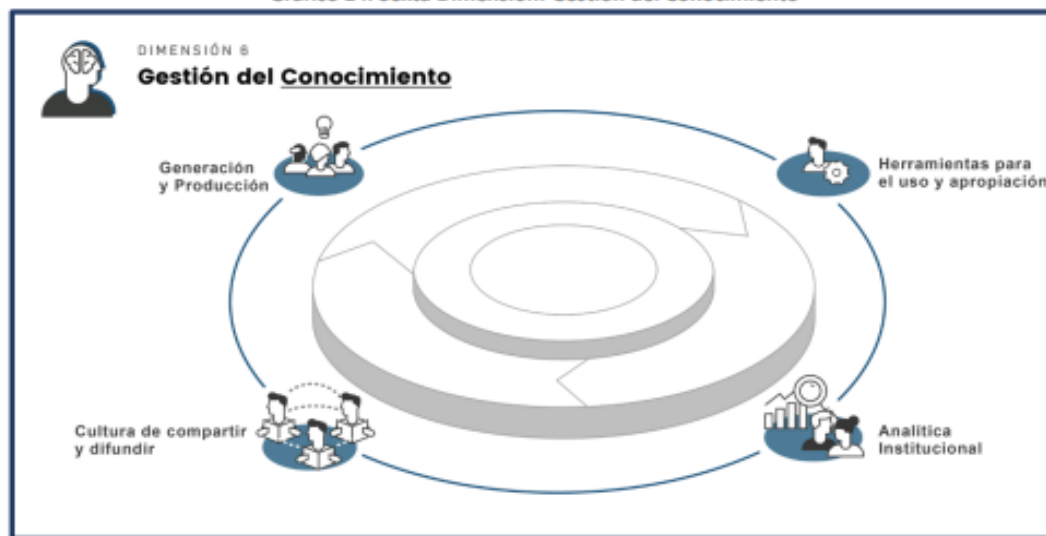 DIMENSIÓN 6
Gestión del Conocimiento
Generación
y Producción
Herramientas para
el uso y apropiación
Cultura de compartir
y difundir
Analítica
Institucional